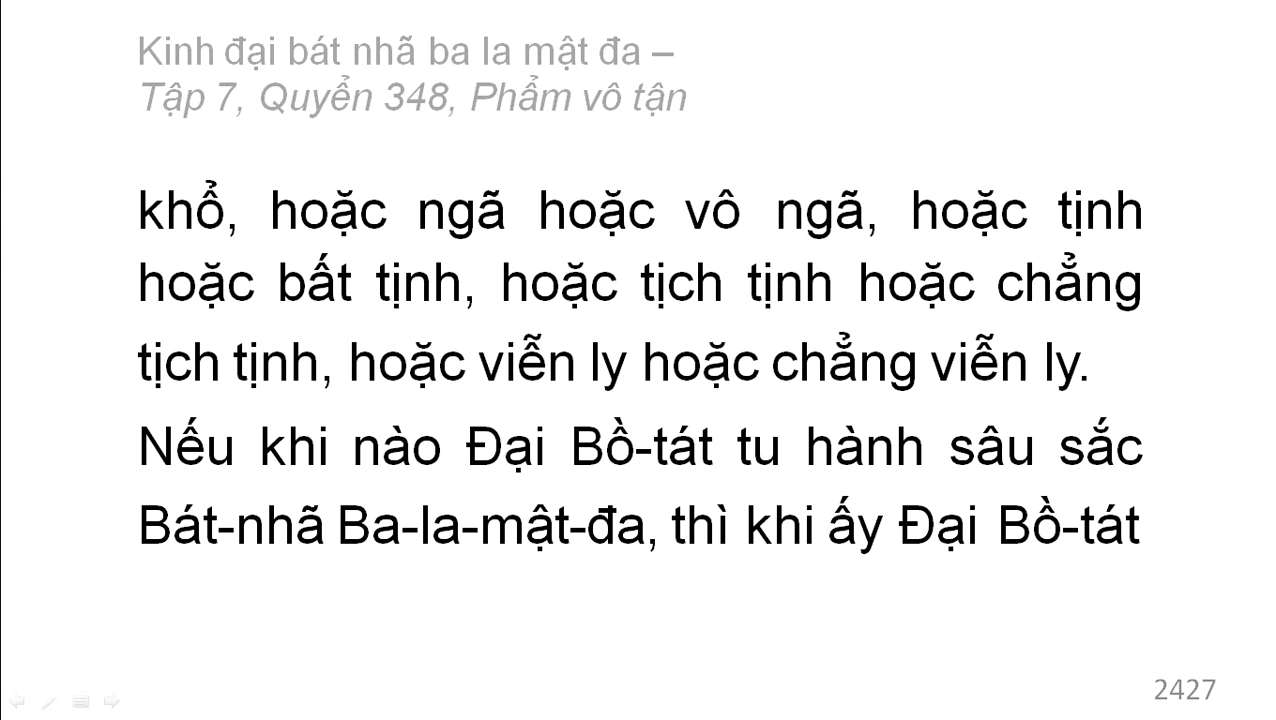 Kinh đại bát nhã ba la mật đa –
Tập 7, Quyển 348, Phẩm vô tận
khổ, hoặc ngã hoặc vô ngã, hoặc tịnh
hoặc bất tịnh, hoặc tịch tịnh hoặc chẳng
tịch tịnh, hoặc viễn ly hoặc chẳng viễn ly.
Nếu khi nào Đại Bồ-tát tu hành sâu sắc
Bát-nhã Ba-la-mật-đa, thì khi ấy Đại Bồ-tát
2427